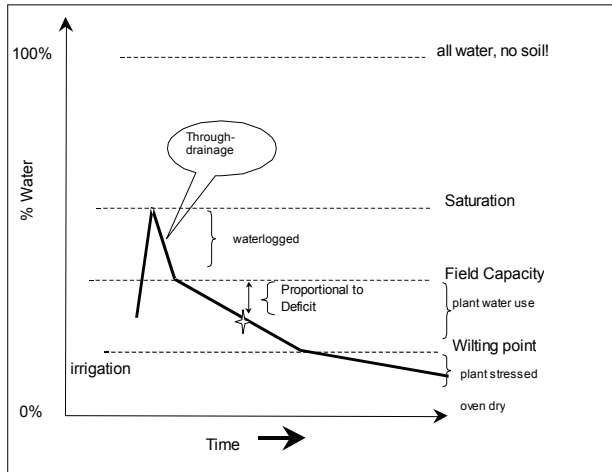 100%
all water, no soil!
Through-
drainage
% Water
Saturation
waterlogged
Field Capacity
Proportional to
Deficit
plant water use
Wilting point
irrigation
plant stressed
0%
oven dry
Time